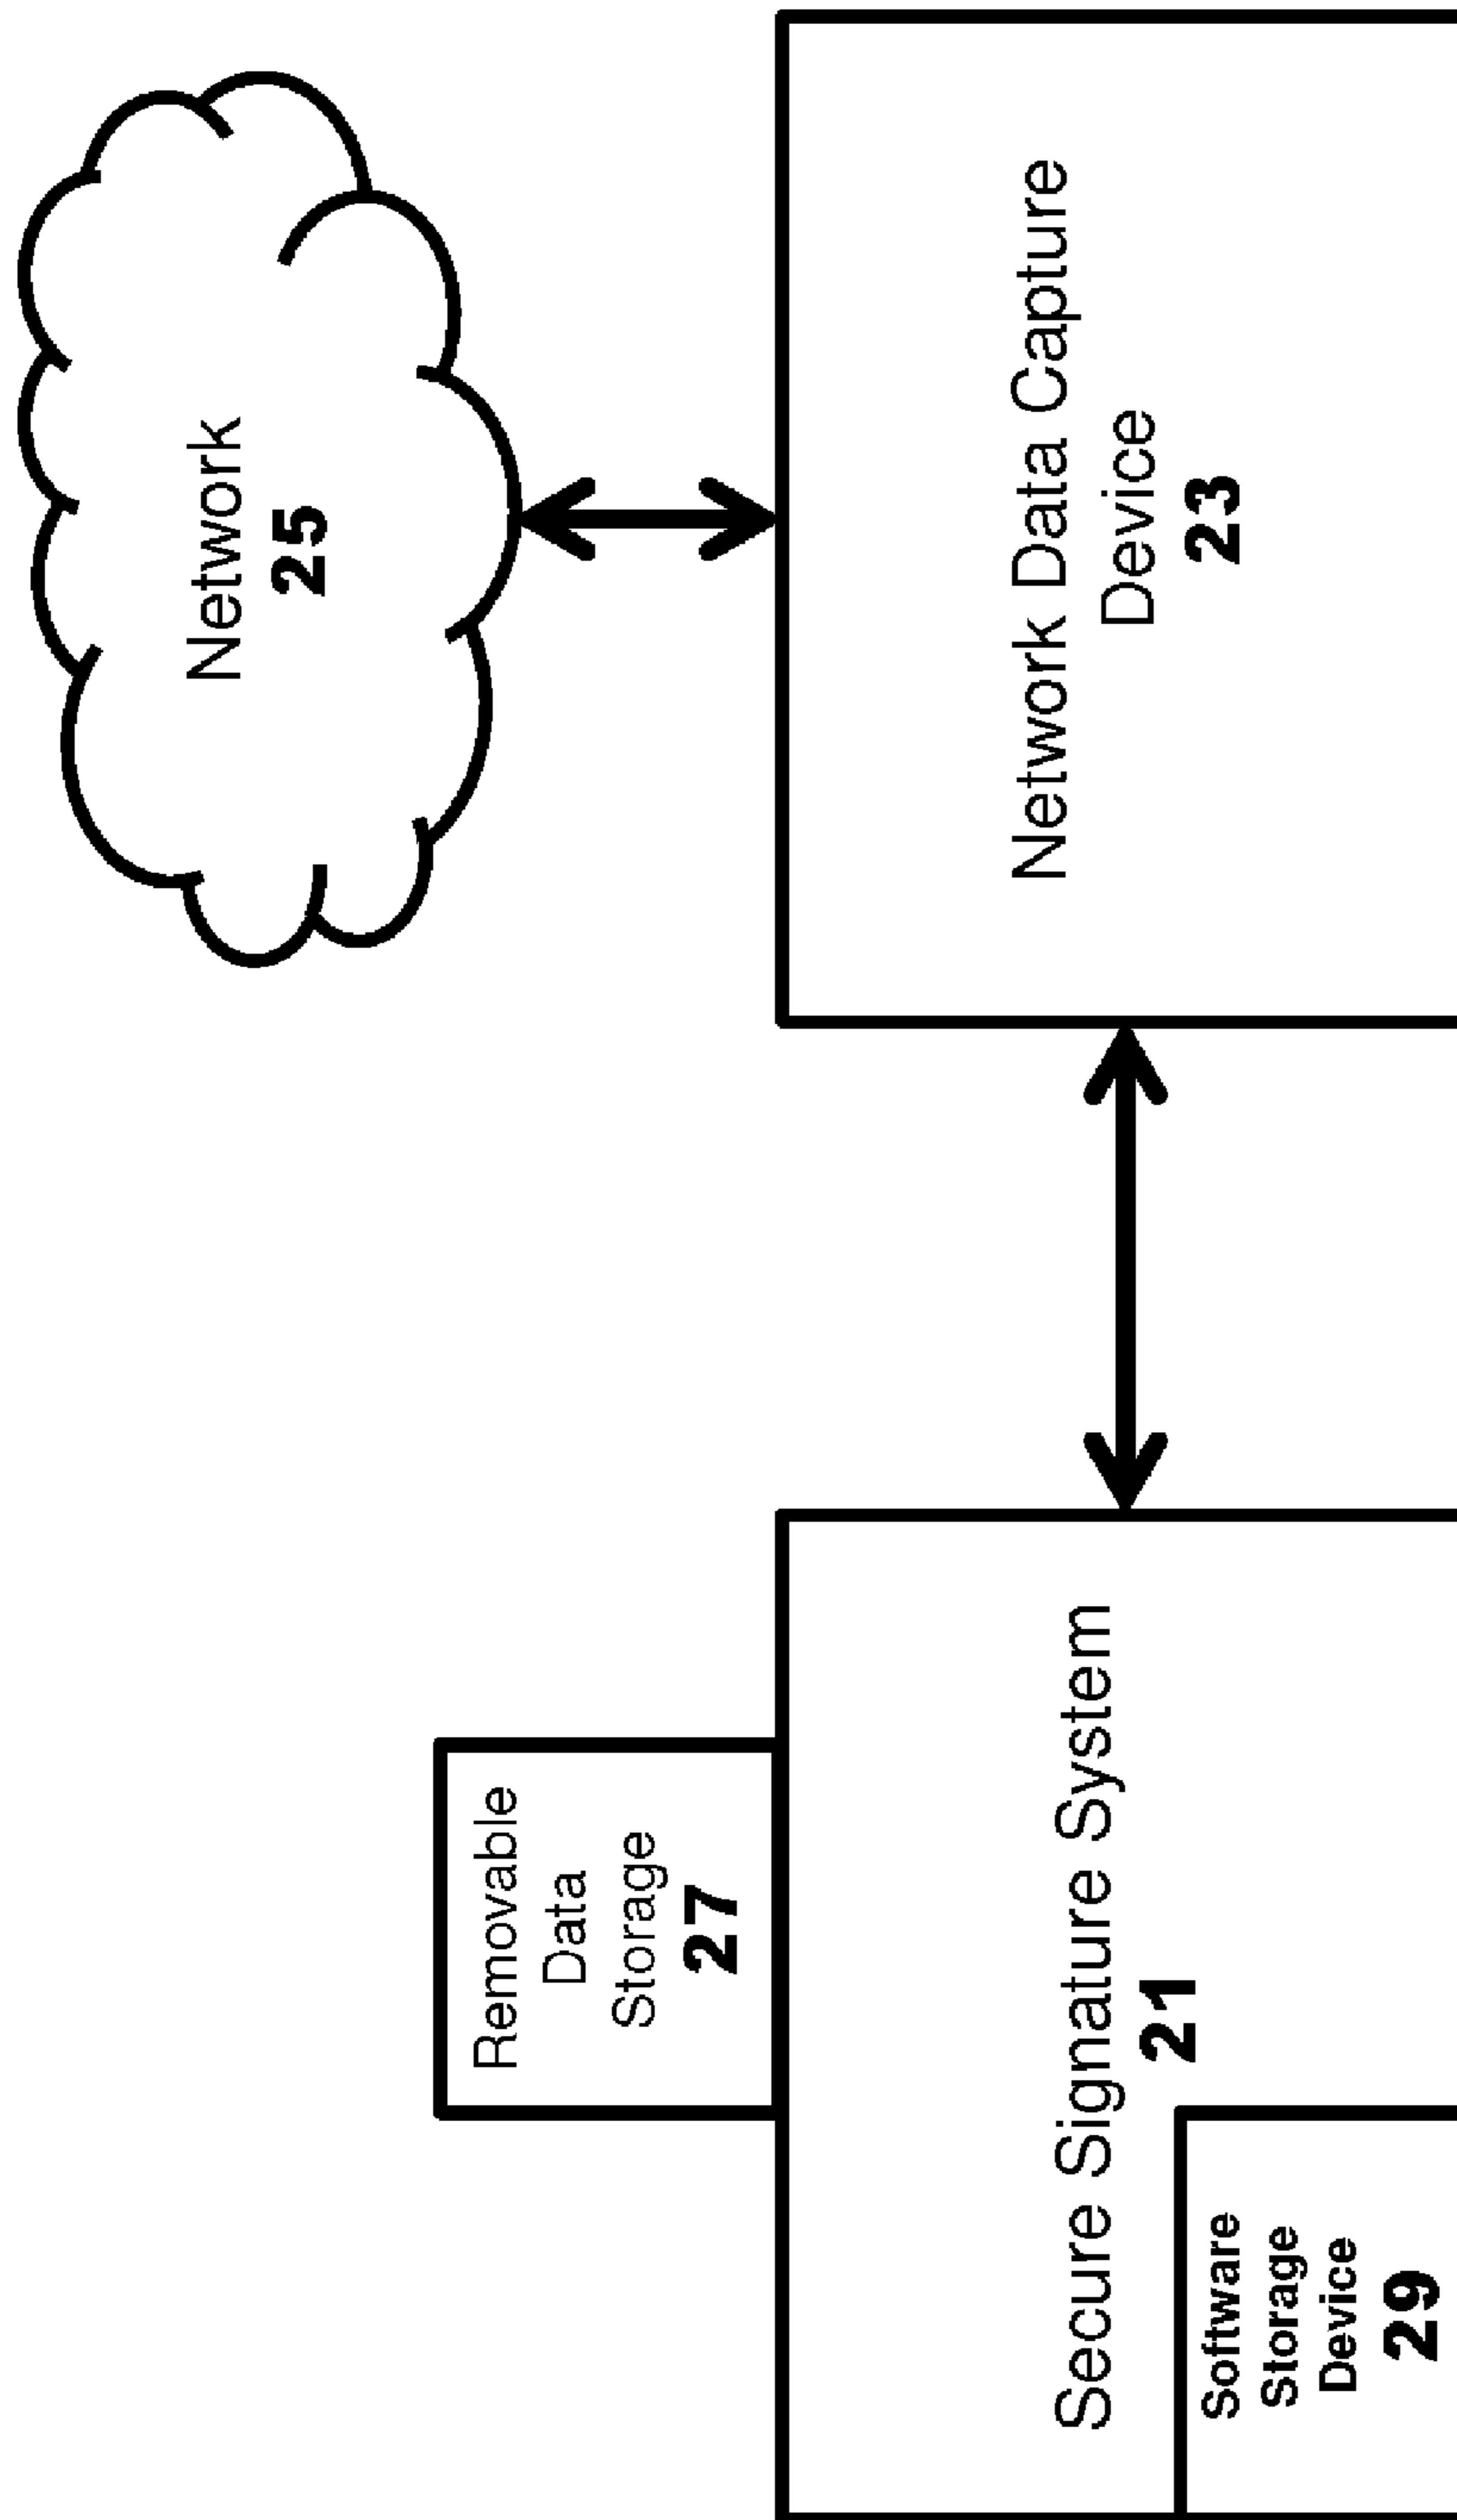 Removable
Data
Storage
27
Secure Signature System
21
Software
Storage
Device
29
Network
25
Network Data Capture
Device
23